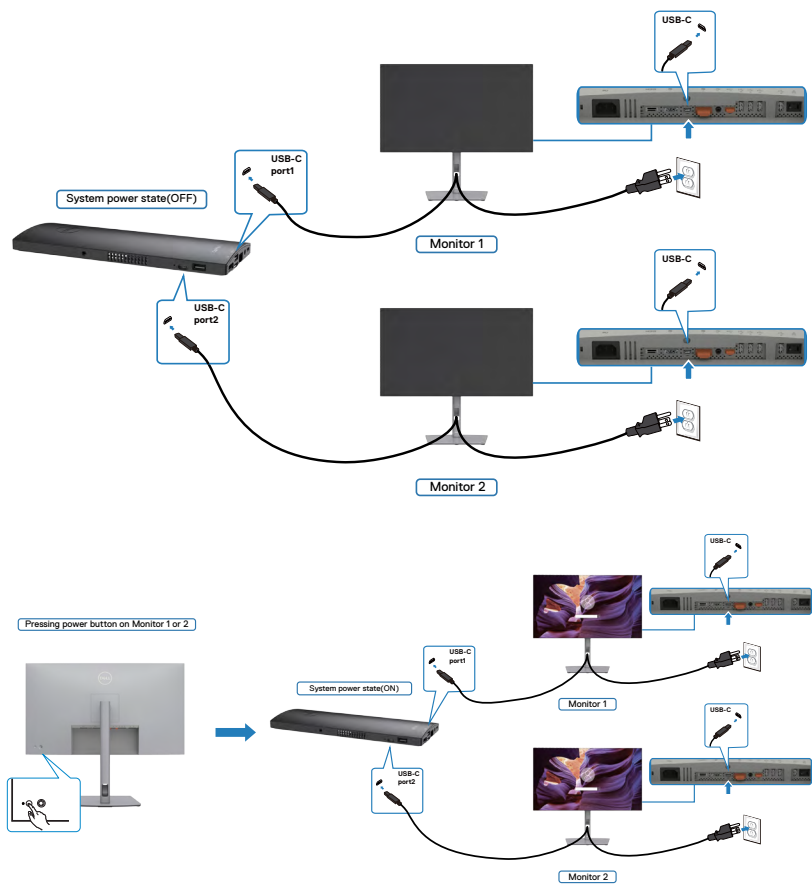 USB-C
USB-C
port1
System power state(OFF)
Monitor 1
USB-C
USB-C
port2
Monitor 2
USB-C
Pressing power button on Monitor 1 or 2
USB-C
port1
System power state(ON)
Monitor 1
USB-C
USB-C
port2
Monitor 2